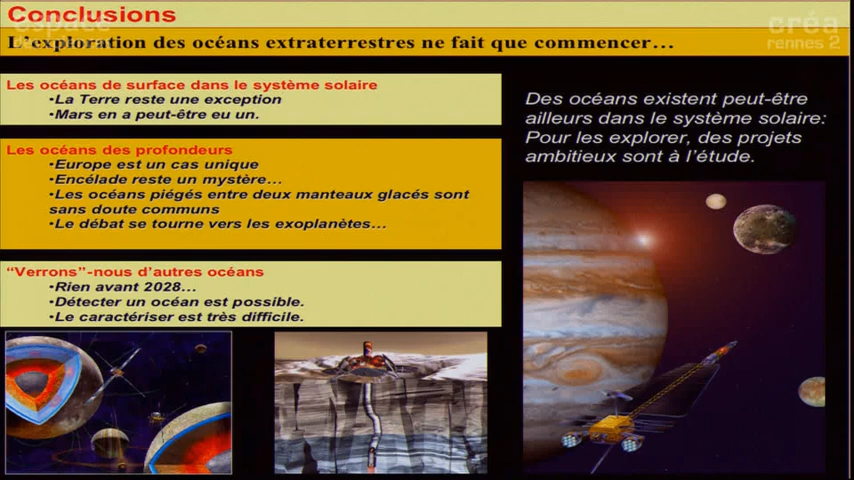 Conclusions
L'exploration des océans extraterrestres ne fait que commencer…
Les océans de surface dans le système solaire
•La Terre reste une exception
•Mars en a peut-être eu un.
Les océans des profondeurs
•Europe est un cas unique
•Encélade reste un mystère…
•Les océans piégés entre deux manteaux glacés sont
sans doute communs
•Le débat se tourne vers les exoplanètes…
“Verrons”-nous d'autres océans
•Rien avant 2028…
•Détecter un océan est possible.
•Le caractériser est très difficile.
Des océans existent peut-être
ailleurs dans le système solaire:
Pour les explorer, des projets
ambitieux sont à l'étude.
espace
créa
rennes 2